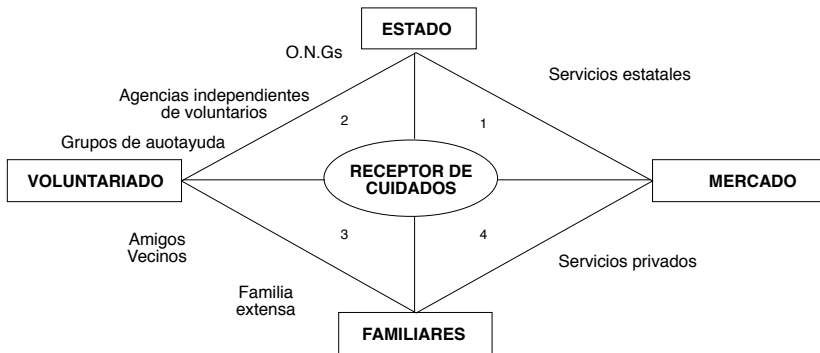 ESTADO
O.N.Gs
Servicios estatales
Agencias independientes
de voluntarios
2
1
Grupos de auotayuda
VOLUNTARIADO
RECEPTOR DE
CUIDADOS
MERCADO
3
4
Amigos
Vecinos
Servicios privados
Familia
extensa
FAMILIARES